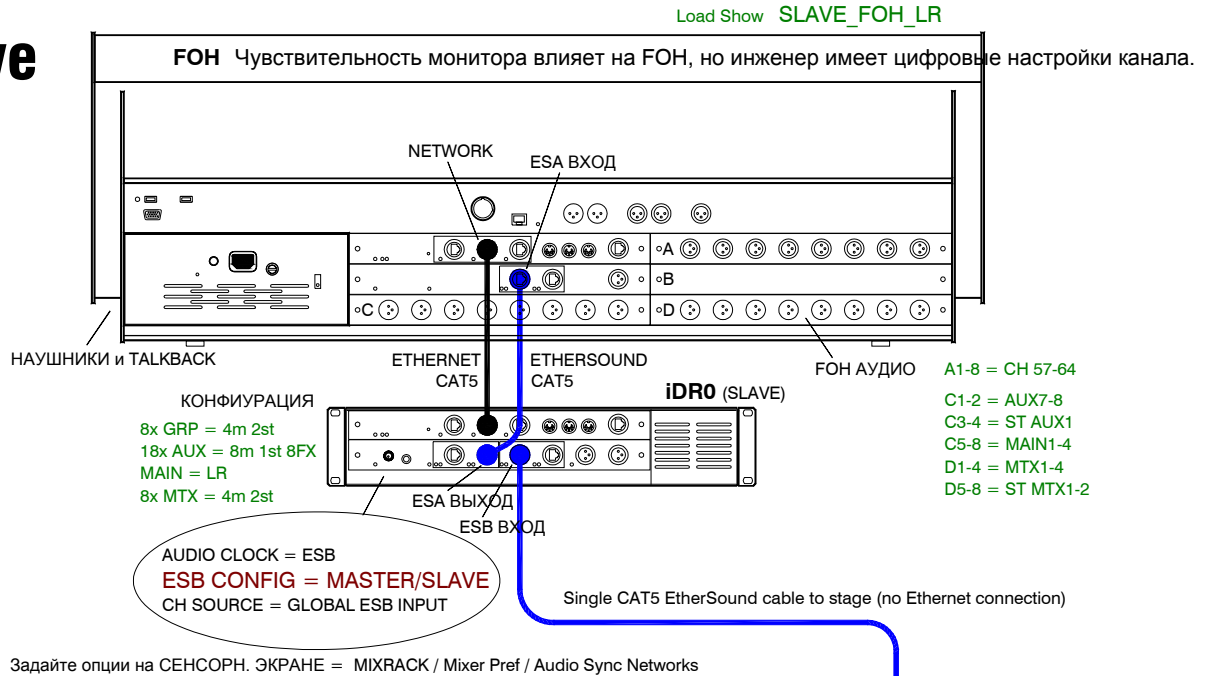 Load Show SLAVE_FOH_LR
ve
FOH Чувствительность монитора влияет на FOH, но инженер имеет цифровые настройки канала.
NETWORK
ESA ВХОД
A
B
C
D
НАУШНИКИ и TALKBACK
ETHERNET
CAT5
ETHERSOUND
CAT5
FOH АУДИО
A1-8 = CH 57-64
C1-2 = AUX7-8
C3-4 = ST AUX1
C5-8 = MAIN1-4
D1-4 = MTX1-4
D5-8 = ST MTX1-2
iDR0 (SLAVE)
КОНФИУРАЦИЯ
8x GRP = 4m 2st
18x AUX = 8m 1st 8FX
MAIN = LR
8x MTX = 4m 2st
ESA ВЫХОД
ESB ВХОД
AUDIO CLOCK = ESB
ESB CONFIG = MASTER/SLAVE
CH SOURCE = GLOBAL ESB INPUT
Single CAT5 EtherSound cable to stage (no Ethernet connection)
Задайте опции на СЕНСОРН. ЭКРАНЕ = MIXRACK / Mixer Pref / Audio Sync Networks